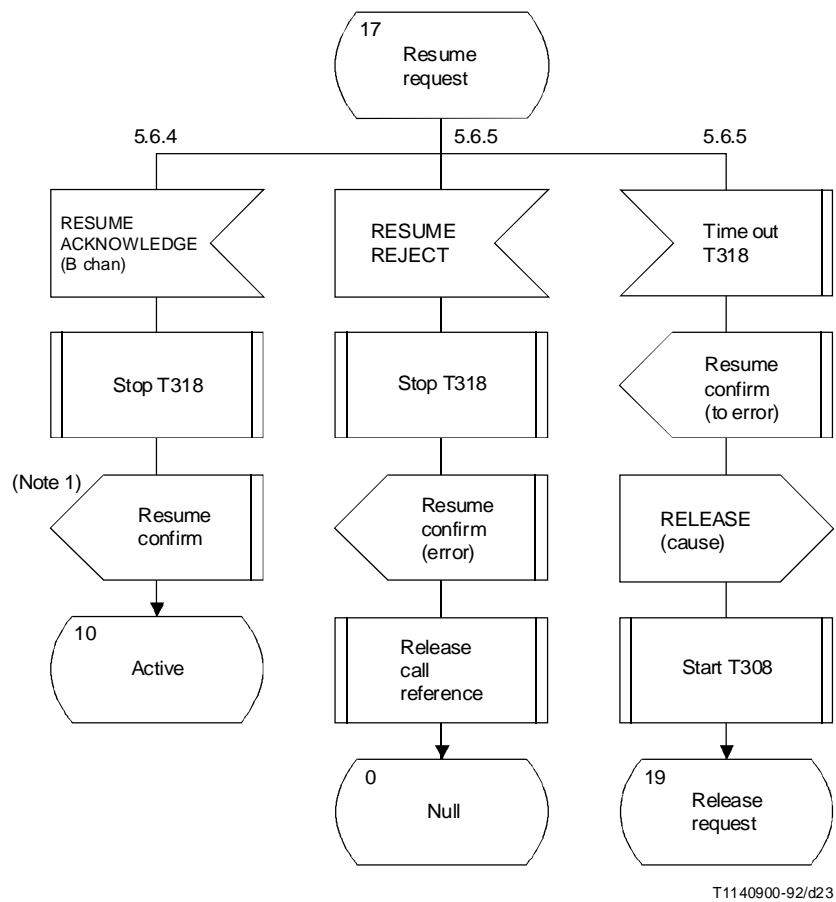 17
Resume
request
5.6.4
5.6.5
5.6.5
RESUME
ACKNOWLEDGE
(B chan)
RESUME
REJECT
Time out
T318
Stop T318
Stop T318
Resume
confirm
(to error)
(Note 1)
Resume
confirm
Resume
confirm
(error)
RELEASE
(cause)
10
Active
Release
call
reference
Start T308
0
Null
19
Release
request
T1140900-92/d23